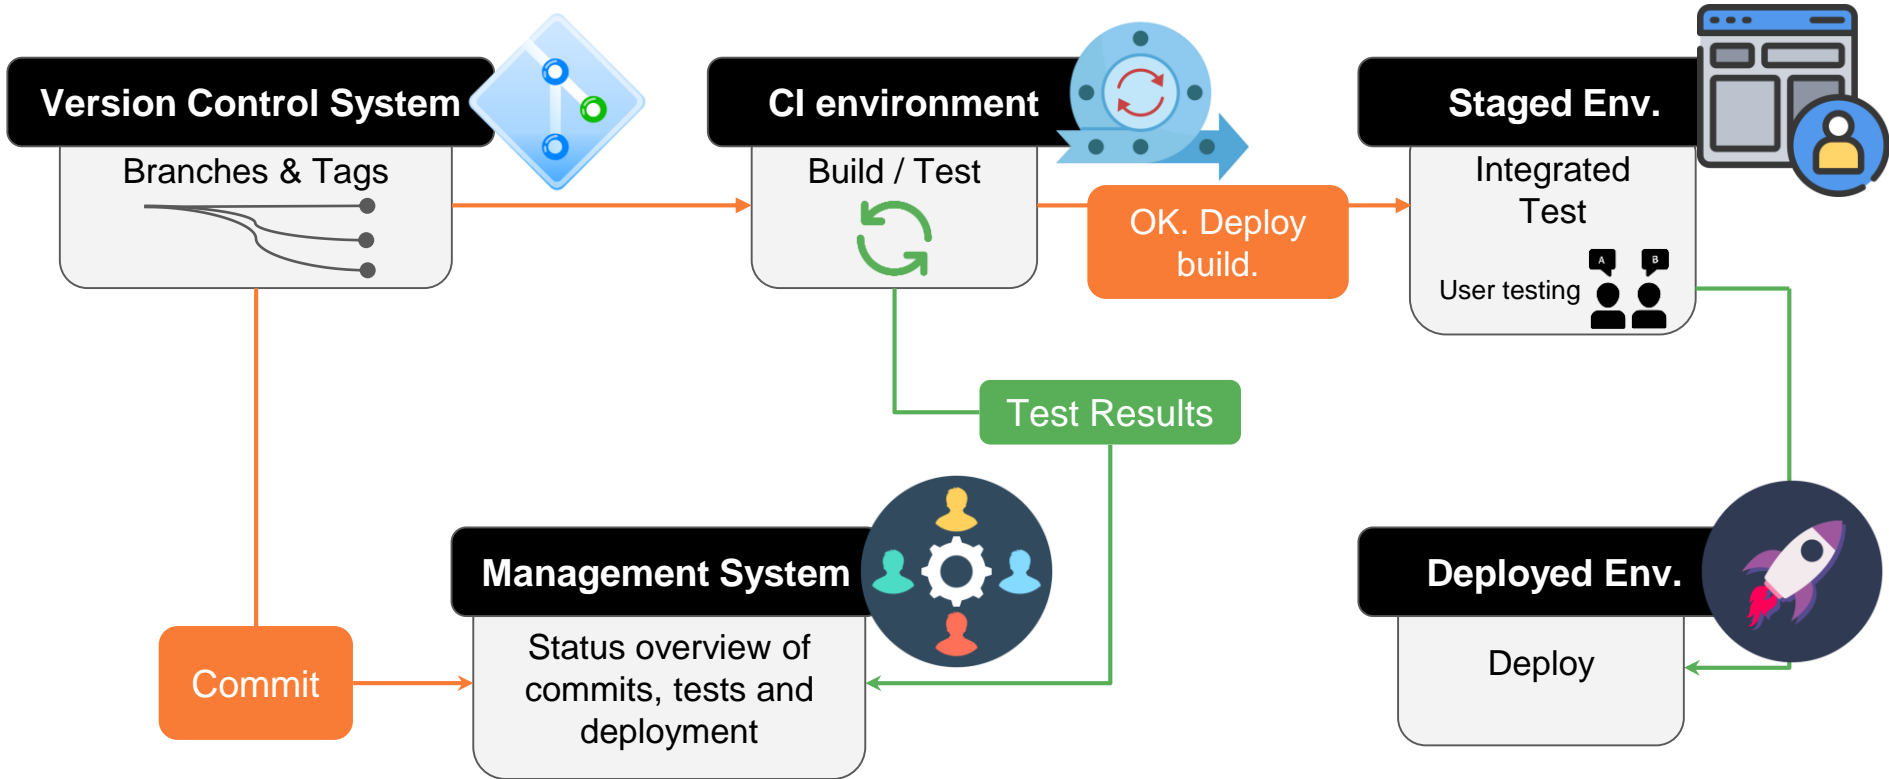 Version Control System
Branches & Tags
CI environment
Build / Test
OK. Deploy
build.
Staged Env.
Integrated
Test
A
B
User testing
Test Results
Commit
Management System
Status overview of
commits, tests and
deployment
Deployed Env.
Deploy